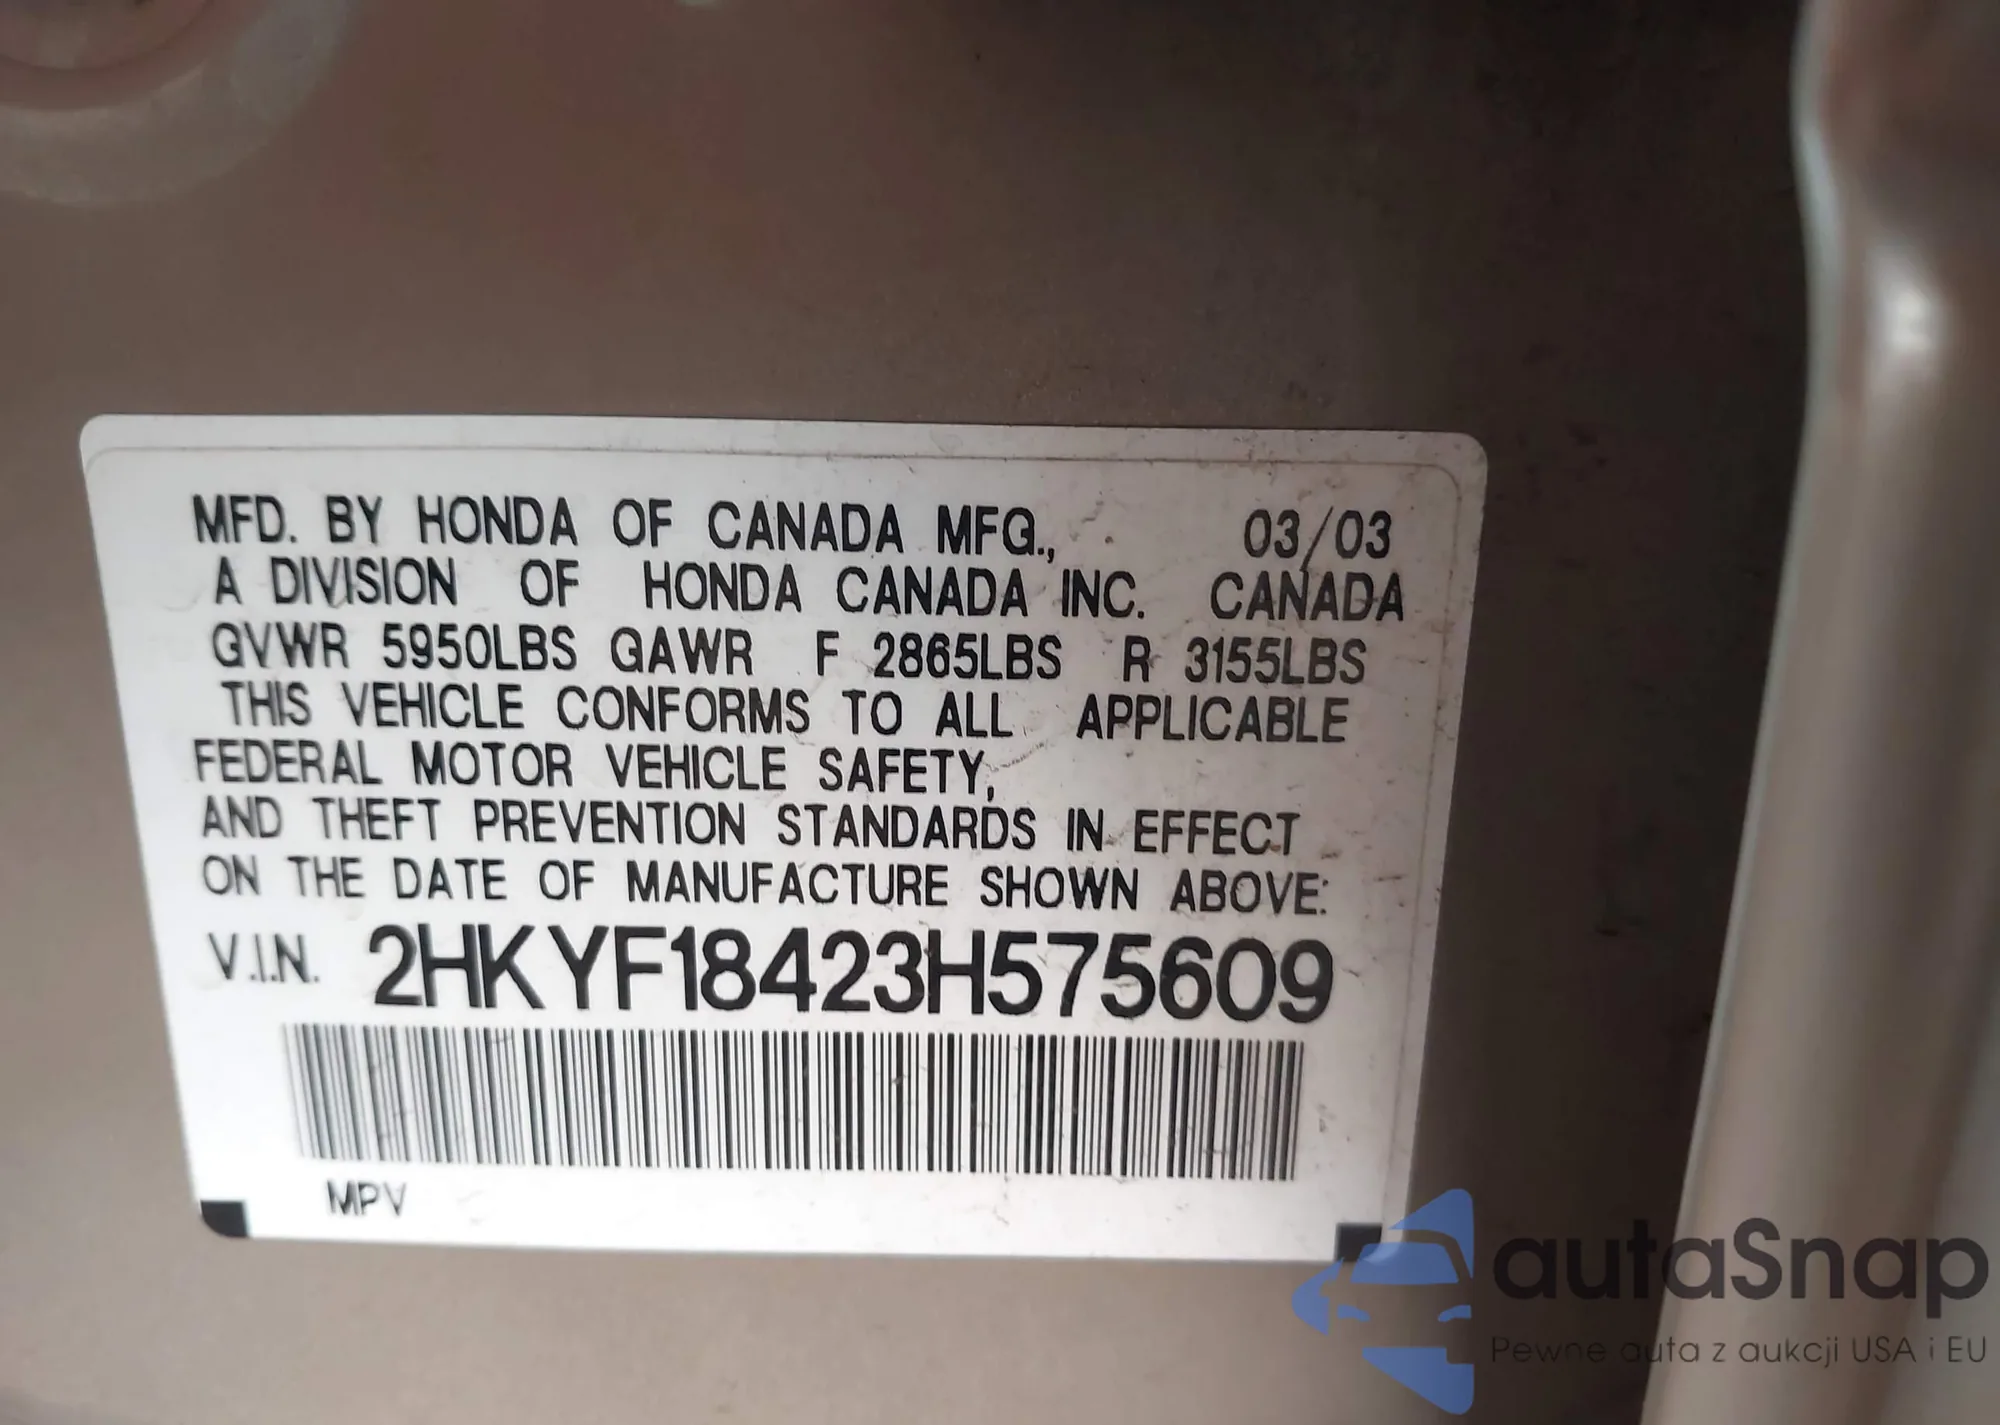 MFD. BY HONDA OF CANADA MFG., 03/03
A DIVISION OF HONDA CANADA INC. CANADA
GVWR 5950LBS GAWR F 2865LBS R 3155LBS
THIS VEHICLE CONFORMS TO ALL APPLICABLE
FEDERAL MOTOR VEHICLE SAFETY,
AND THEFT PREVENTION STANDARDS IN EFFECT
ON THE DATE OF MANUFACTURE SHOWN ABOVE:
V.I.N. 2HKYF18423H575609
MPV
autaSnap
Pewne auta z aukcji USA i EU